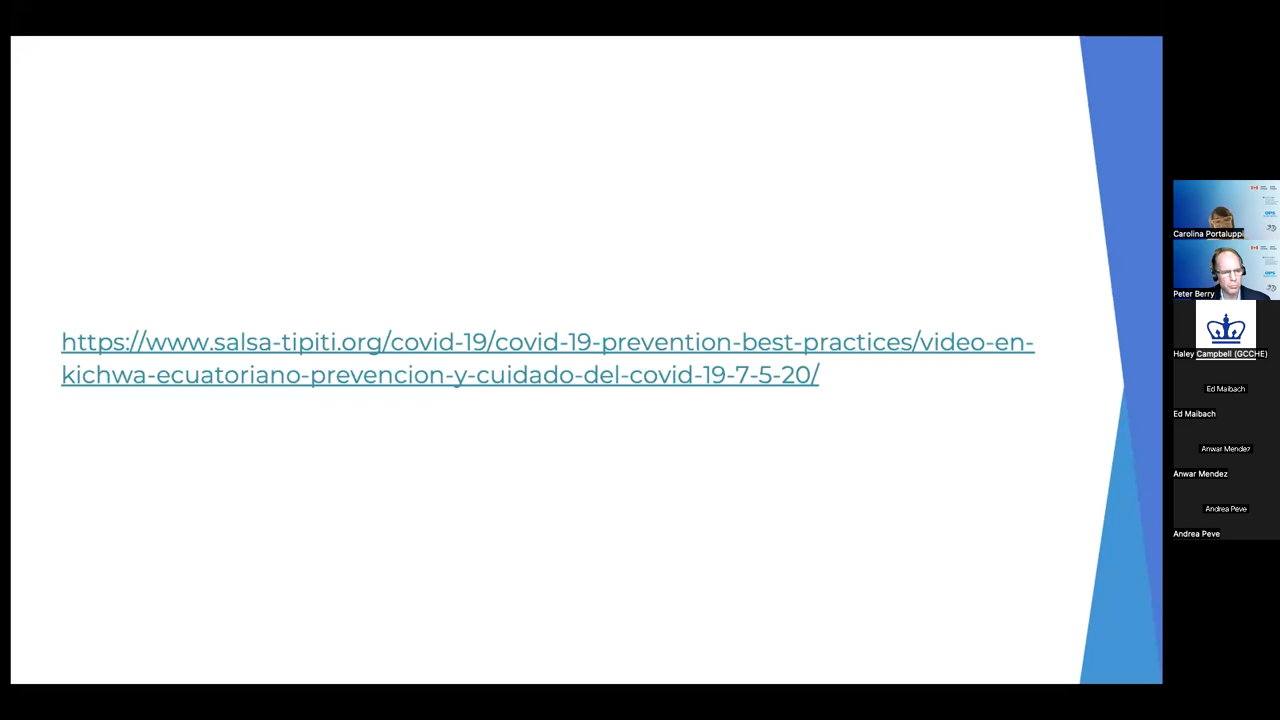 https://www.salsa-tipiti.org/covid-19/covid-19-prevention-best-practices/video-en-
kichwa-ecuatoriano-prevencion-y-cuidado-del-covid-19-7-5-20/
Carolina Portaluppi
Peter Berry
Haley Campbell (GCCHE)
Ed Maibach
Ed Maibach
Anwar Mendez
Anwar Mendez
Andrea Peve
Andrea Peve